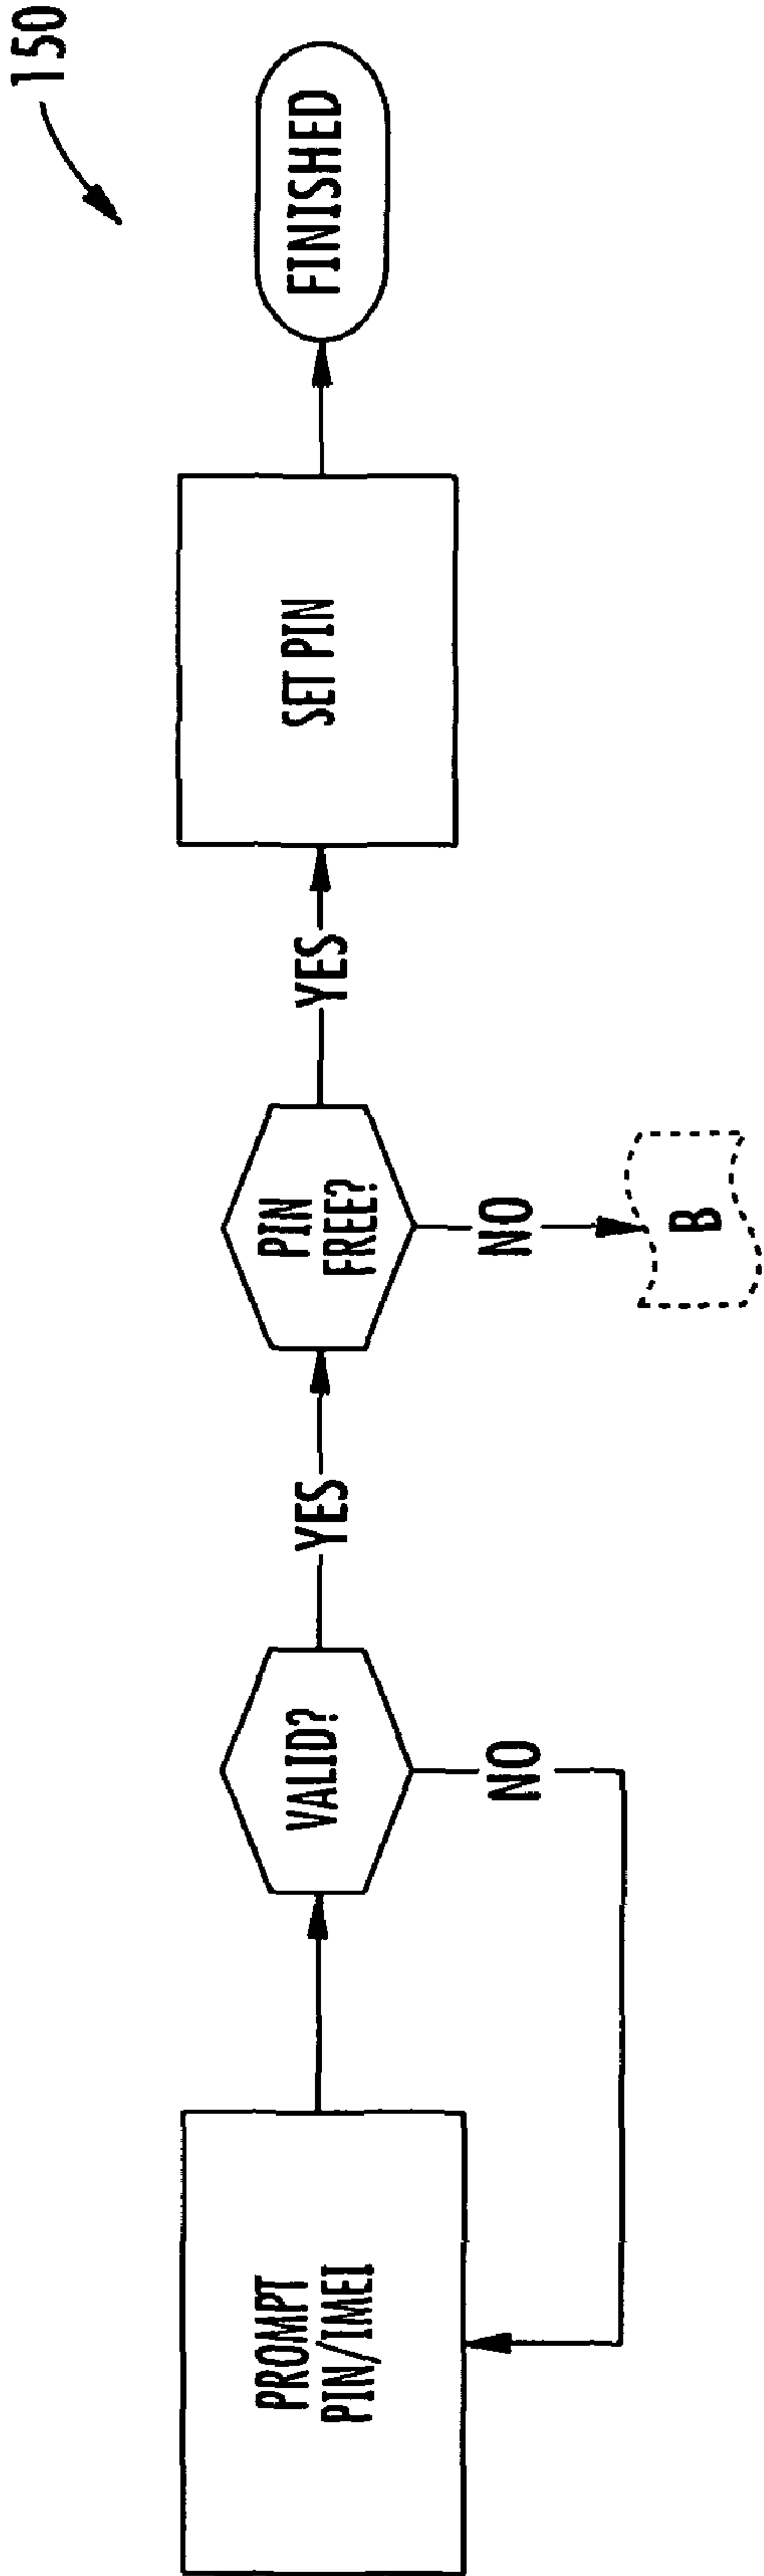 150
PROMPT
PIN/IMEI
VALID?
YES
NO
PIN
FREE?
YES
NO
B
SET PIN
FINISHED